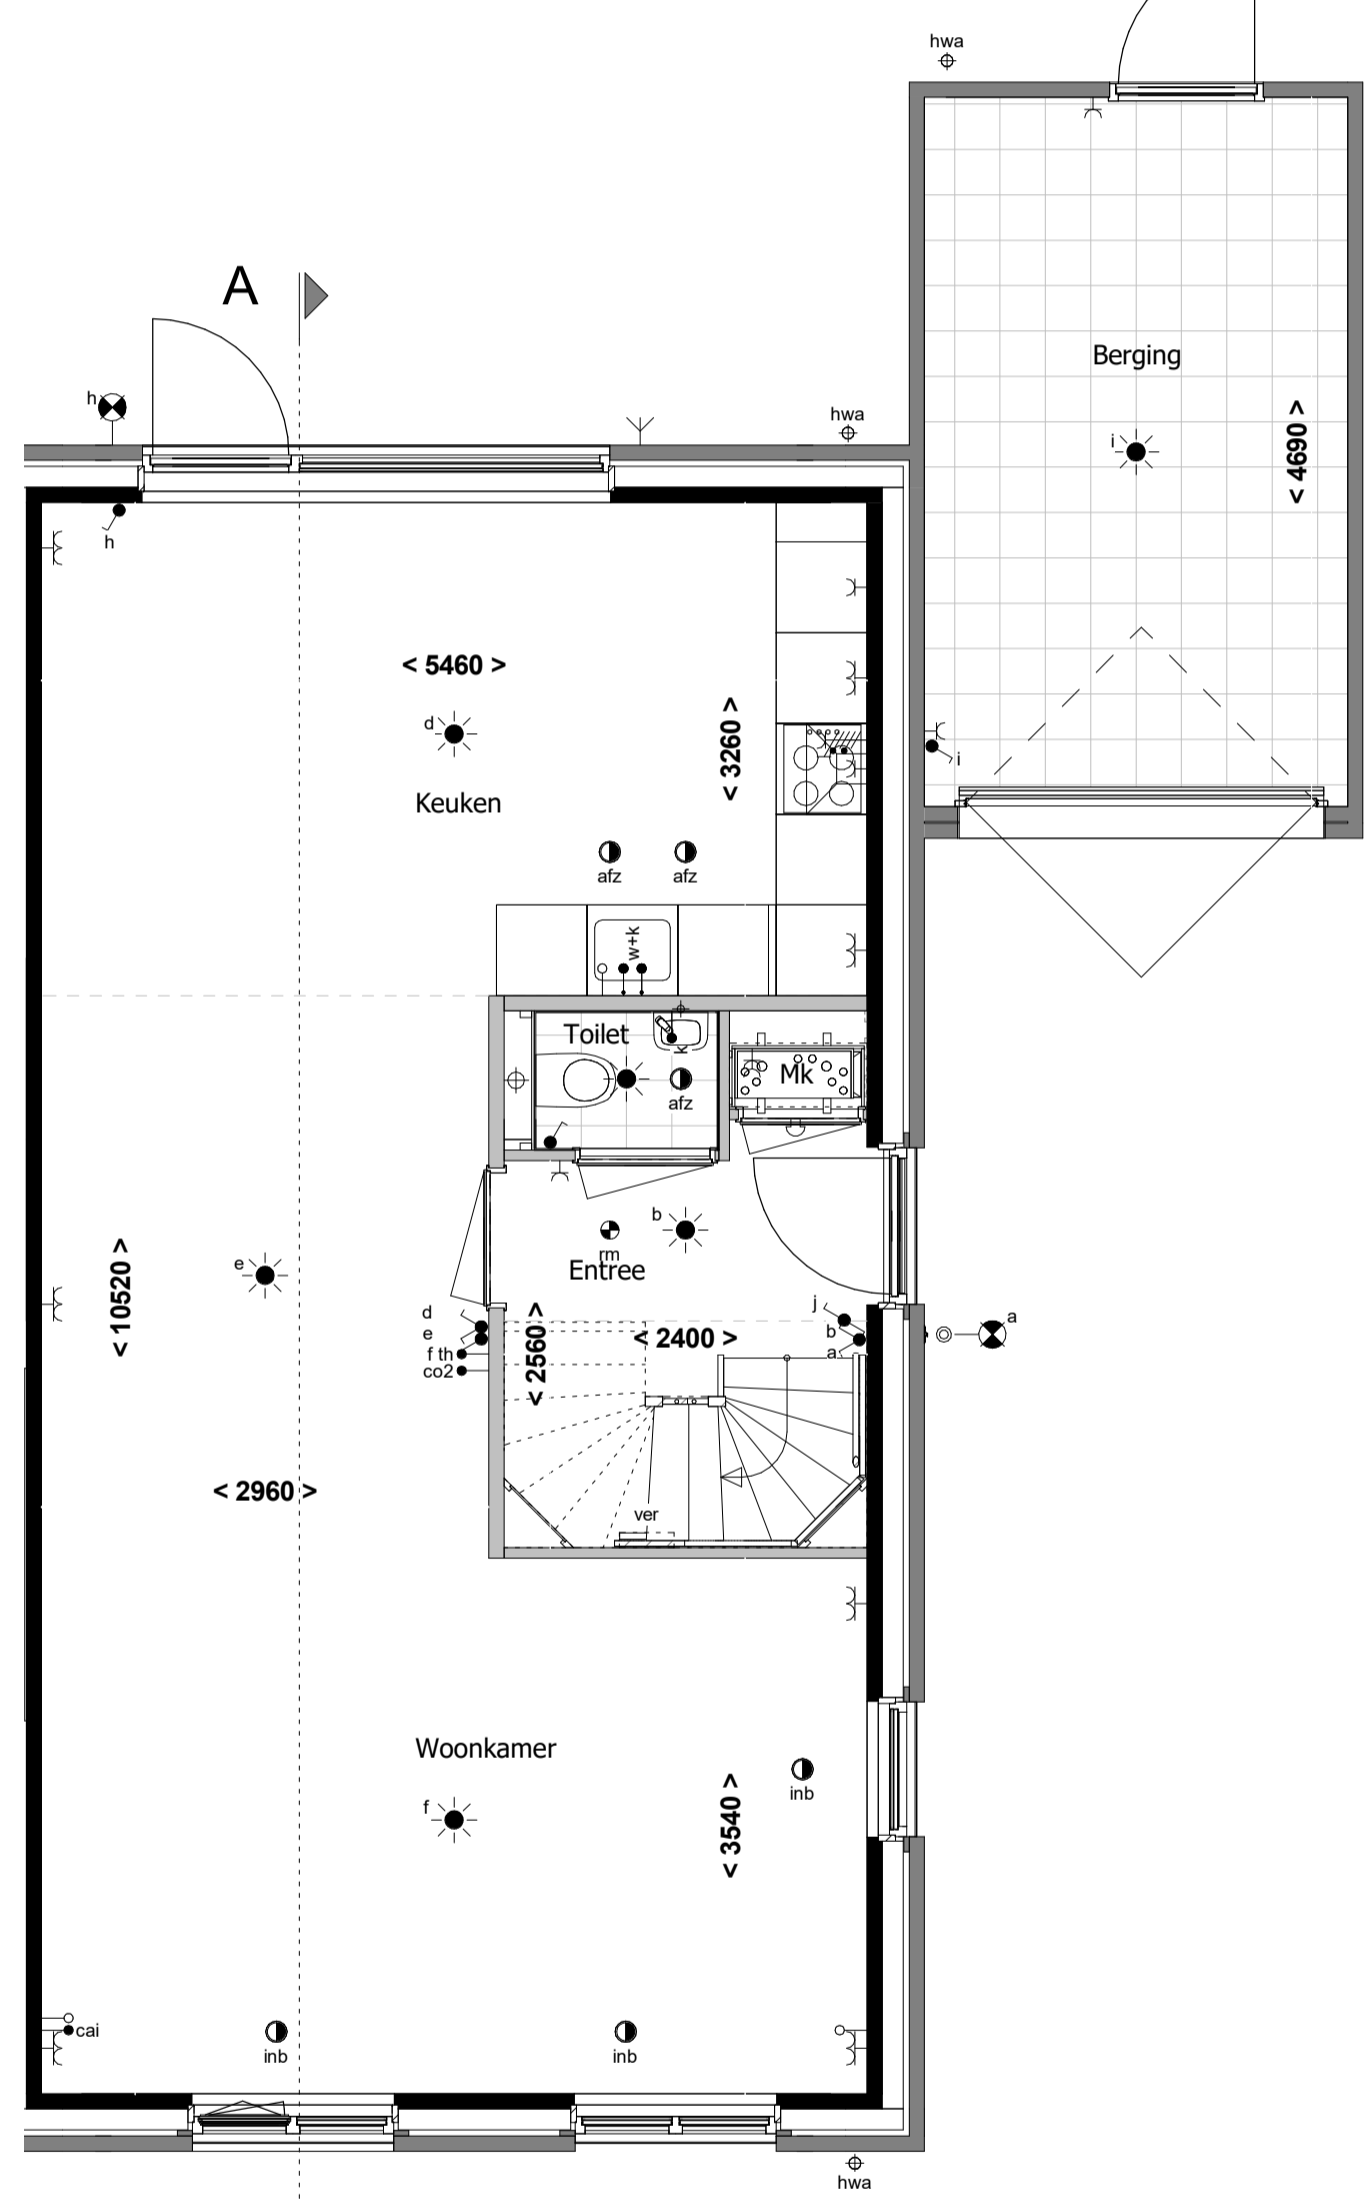 hwa
A
Berging
h
hwa
i
< 4690 >
h
< 5460 >
d
< 3260 >
i
Keuken
afz
afz
w+k
Toilet
k
Mk
afz
b
rm
Entree
e
< 10520 >
j
d
b
a
e
< 2560 >
< 2400 >
f th
a
co2
< 2960 >
ver
Woonkamer
inb
f
< 3540 >
cai
inb
inb
hwa